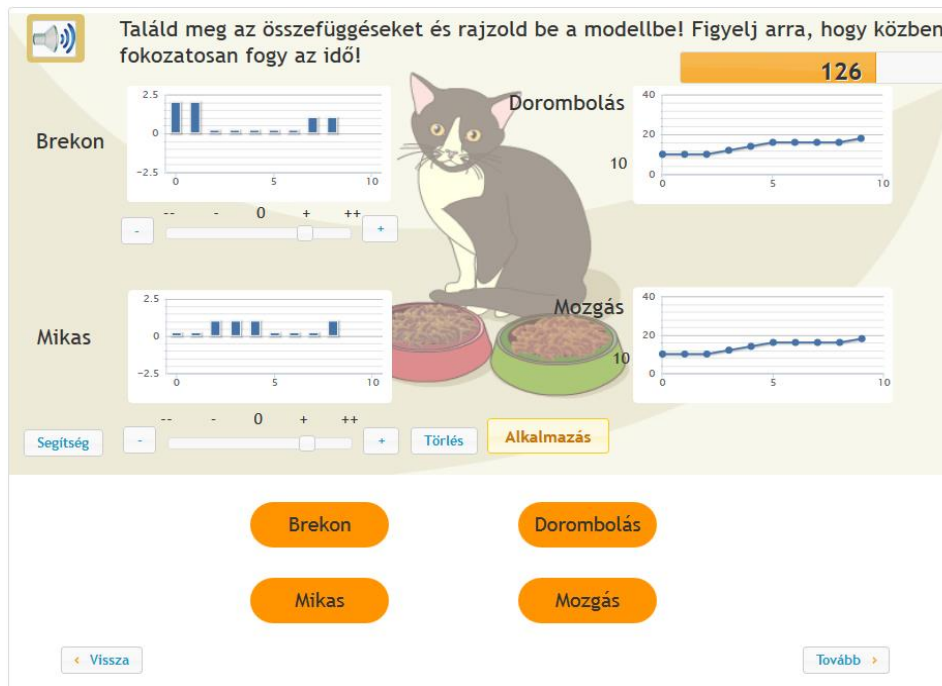 Találd meg az összefüggéseket és rajzold be a modellbe! Figyelj arra, hogy közben
fokozatosan fogy az idő!
126
Brekon
2.5
0
-2.5
0 5 10
-- - 0 + ++
- +
Dorombolás
10
40
20
0
0 5 10
Mikas
2.5
0
-2.5
0 5 10
-- - 0 + ++
- +
Mozgás
10
40
20
0
0 5 10
Segítség
Törlés
Alkalmazás
Brekon
Dorombolás
Mikas
Mozgás
‹ Vissza
Tovább ›